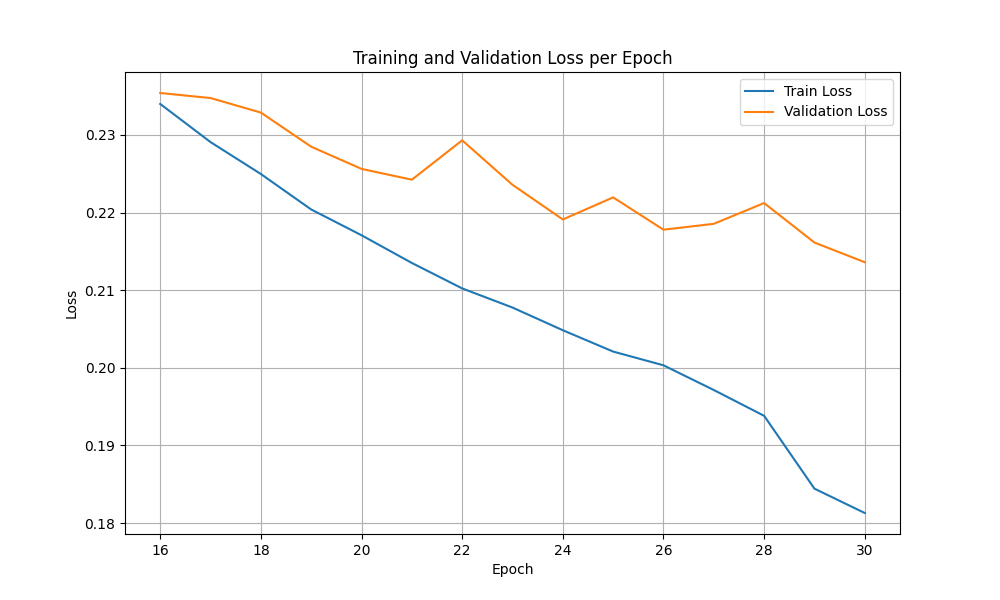 Training and Validation Loss per Epoch
Train Loss
Validation Loss
0.23
0.22
0.21
0.20
0.19
0.18
Loss
16 18 20 22 24 26 28 30
Epoch